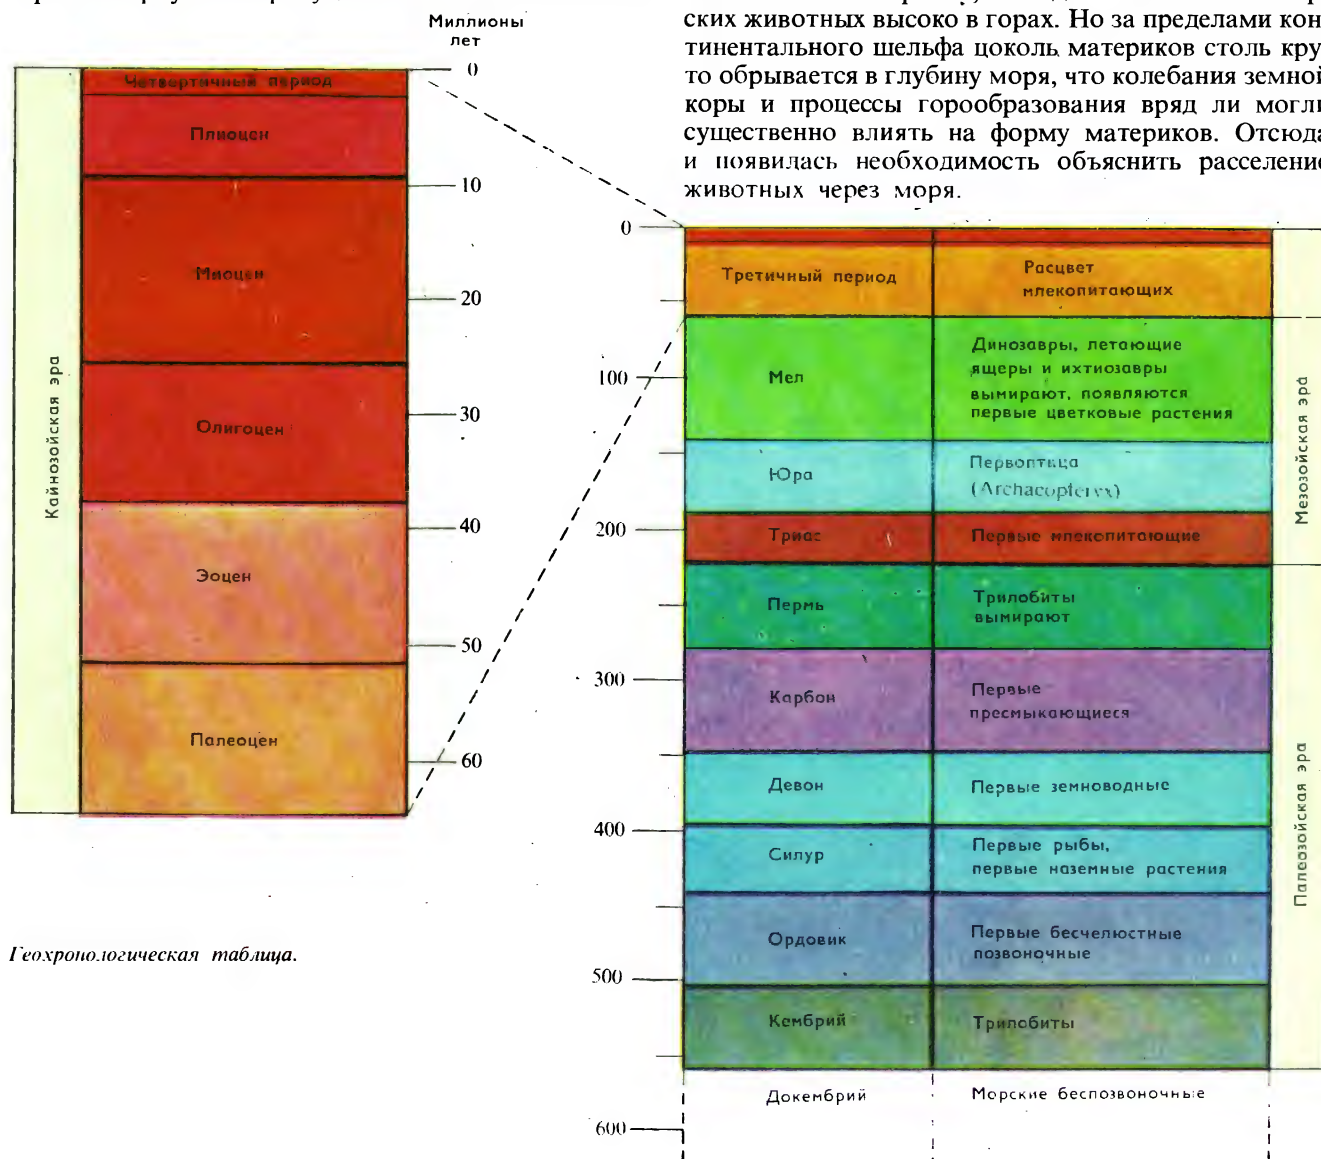 Миллионы
лет
ских животных высоко в горах. Но за пределами кон
тинентального шельфа цоколь материков столь кру
то обрывается в глубину моря, что колебания земной
коры и процессы горообразования вряд ли могли
существенно влиять на форму материков. Отсюда
и появилась необходимость объяснить расселение
животных через моря.
Кайнозойская эра
Четвертичный период
Плиоцен
Миоцен
Олигоцен
Эоцен
Палеоцен
0
10
20
30
40
50
60
0
100
200
300
400
500
600
Третичный период
Расцвет
млекопитающих
Мел
Динозавры, летающие
ящеры и ихтиозавры
вымирают, появляются
первые цветковые растения
Юра
Первоптица
(Archaeopteryx)
Триас
Первые млекопитающие
Пермь
Трилобиты
вымирают
Карбон
Первые
пресмыкающиеся
Девон
Первые земноводные
Силур
Первые рыбы,
первые наземные растения
Ордовик
Первые бесчелюстные
позвоночные
Кембрий
Трилобиты
Докембрий
Морские беспозвоночные
Мезозойская эра
Палеозойская эра
Геохронологическая таблица.